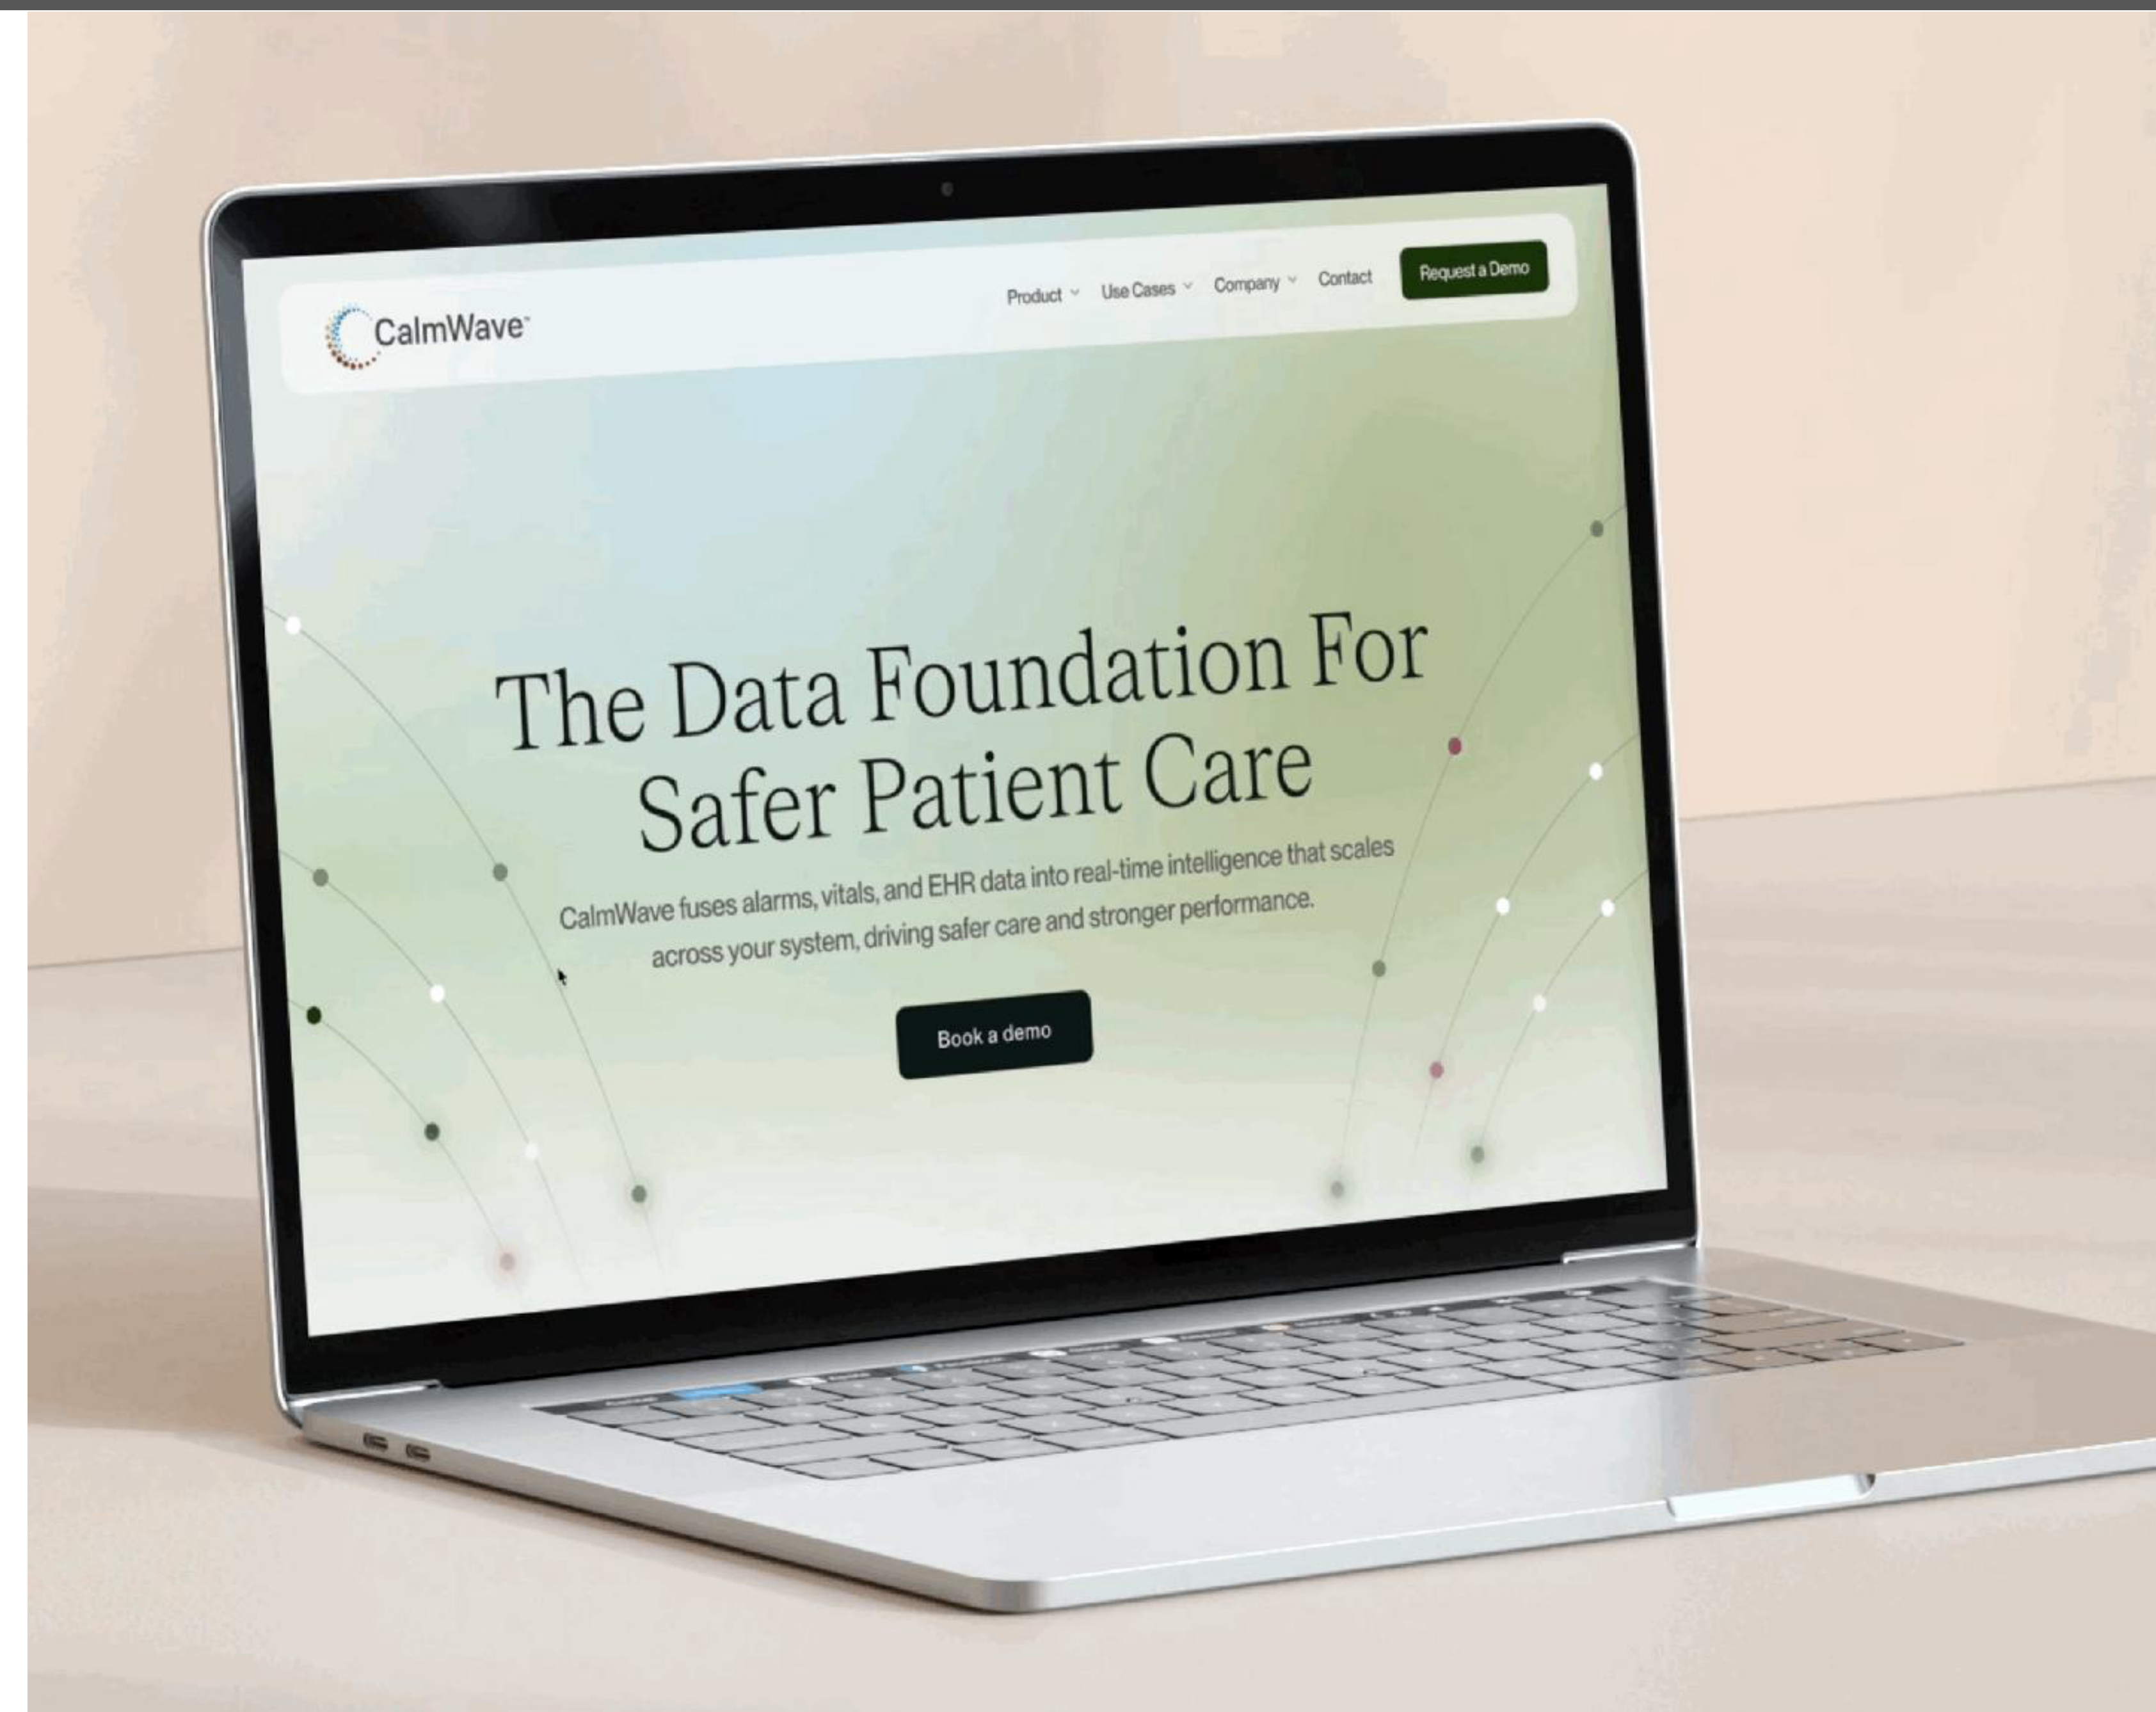 CalmWave™
Product
Use Cases
Company
Contact
Request a Demo
The Data Foundation For
Safer Patient Care
CalmWave fuses alarms, vitals, and EHR data into real-time intelligence that scales
across your system, driving safer care and stronger performance.
Book a demo